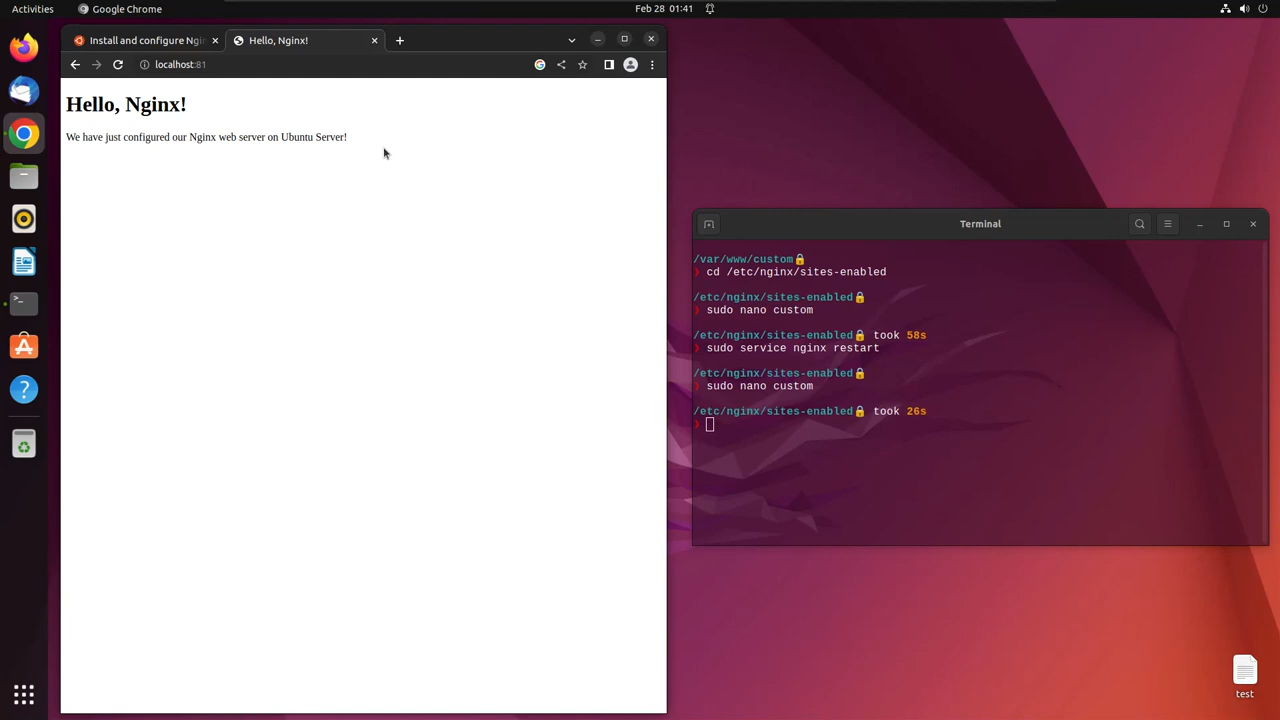 Activities
Google Chrome
Feb 28 01:41
Install and configure Ngi
Hello, Nginx!
localhost:81
Hello, Nginx!
We have just configured our Nginx web server on Ubuntu Server!
Terminal
/var/www/custom🔒
❯ cd /etc/nginx/sites-enabled
/etc/nginx/sites-enabled🔒
❯ sudo nano custom
/etc/nginx/sites-enabled🔒 took 58s
❯ sudo service nginx restart
/etc/nginx/sites-enabled🔒
❯ sudo nano custom
/etc/nginx/sites-enabled🔒 took 26s
❯
test